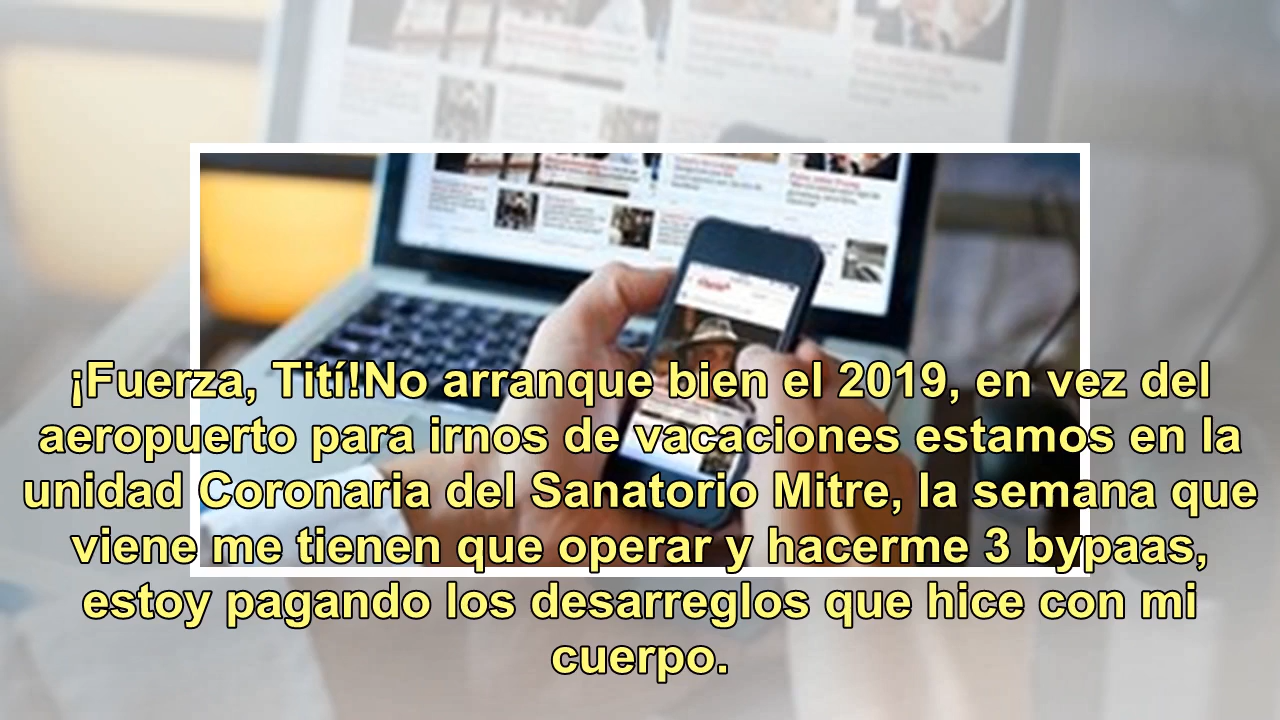 ¡Fuerza, Tití!No arranque bien el 2019, en vez del
aeropuerto para irnos de vacaciones estamos en la
unidad Coronaria del Sanatorio Mitre, la semana que
viene me tienen que operar y hacerme 3 bypaas,
estoy pagando los desarreglos que hice con mi
cuerpo.